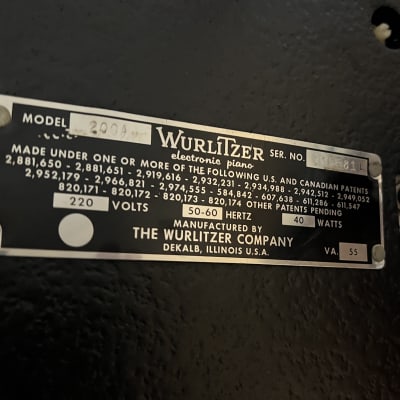 MODEL 200A WURLITZER SER. NO.
electronic piano
MADE UNDER ONE OR MORE OF THE FOLLOWING U.S. AND CANADIAN PATENTS
2,881,650 - 2,881,651 - 2,919,616 - 2,932,231 - 2,934,988 - 2,942,512 - 2,949,052
2,952,179 - 2,966,821 - 2,974,555 - 584,842 - 607,638 - 611,286 - 611,547
820,171 - 820,172 - 820,173 - 820,174 OTHER PATENTS PENDING
220 VOLTS 50-60 HERTZ 40 WATTS
MANUFACTURED BY
THE WURLITZER COMPANY
DEKALB, ILLINOIS U.S.A. VA. 55